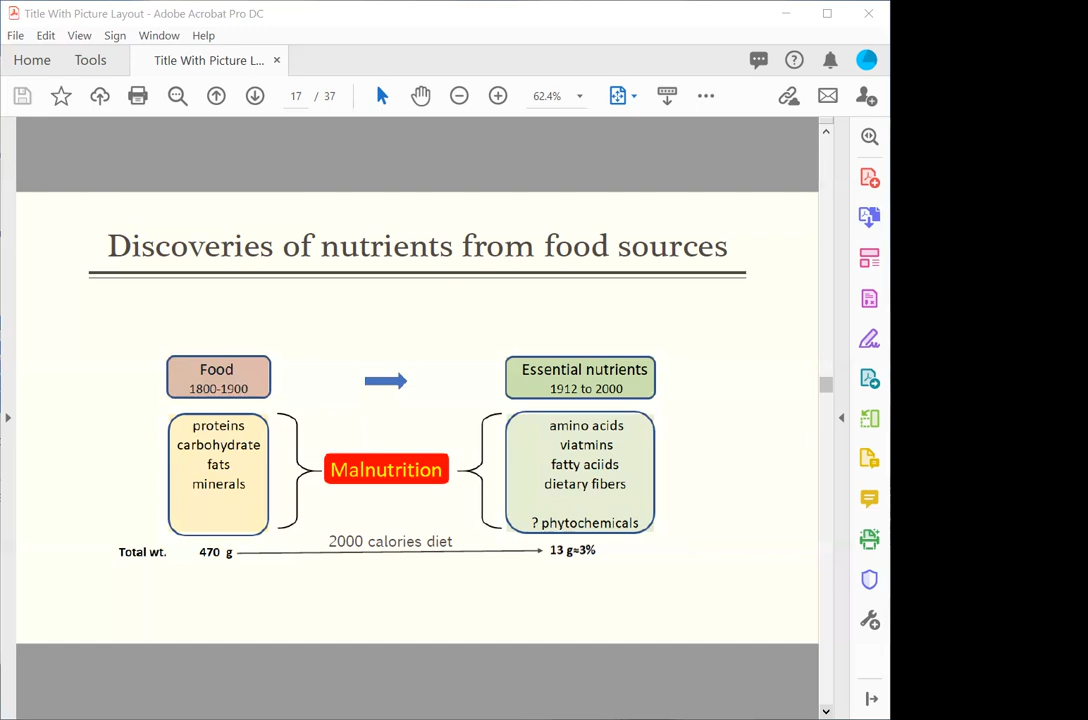 Title With Picture Layout - Adobe Acrobat Pro DC
File Edit View Sign Window Help
Home Tools Title With Picture L... ×
17 / 37 62.4%
Discoveries of nutrients from food sources
Food
1800-1900
Essential nutrients
1912 to 2000
proteins
carbohydrate
fats
minerals
Malnutrition
amino acids
viatmins
fatty aciids
dietary fibers
? phytochemicals
2000 calories diet
Total wt. 470 g
13 g≈3%